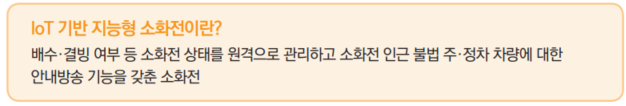 IoT 기반 지능형 소화전이란?
배수·결빙 여부 등 소화전 상태를 원격으로 관리하고 소화전 인근 불법 주·정차 차량에 대한
안내방송 기능을 갖춘 소화전